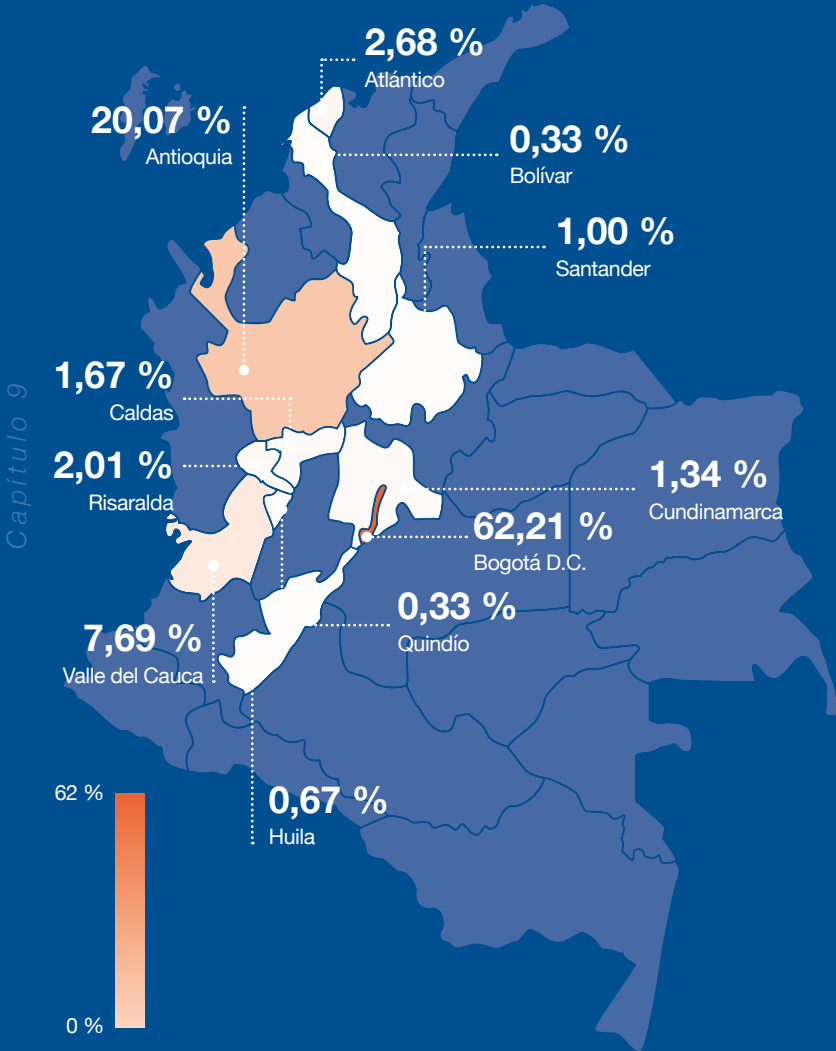 2,68 %
Atlántico
20,07 %
Antioquia
0,33 %
Bolívar
1,00 %
Santander
1,67 %
Caldas
2,01 %
Risaralda
1,34 %
Cundinamarca
62,21 %
Bogotá D.C.
0,33 %
Quindío
7,69 %
Valle del Cauca
0,67 %
Huila
62 %
0 %
Capítulo 9